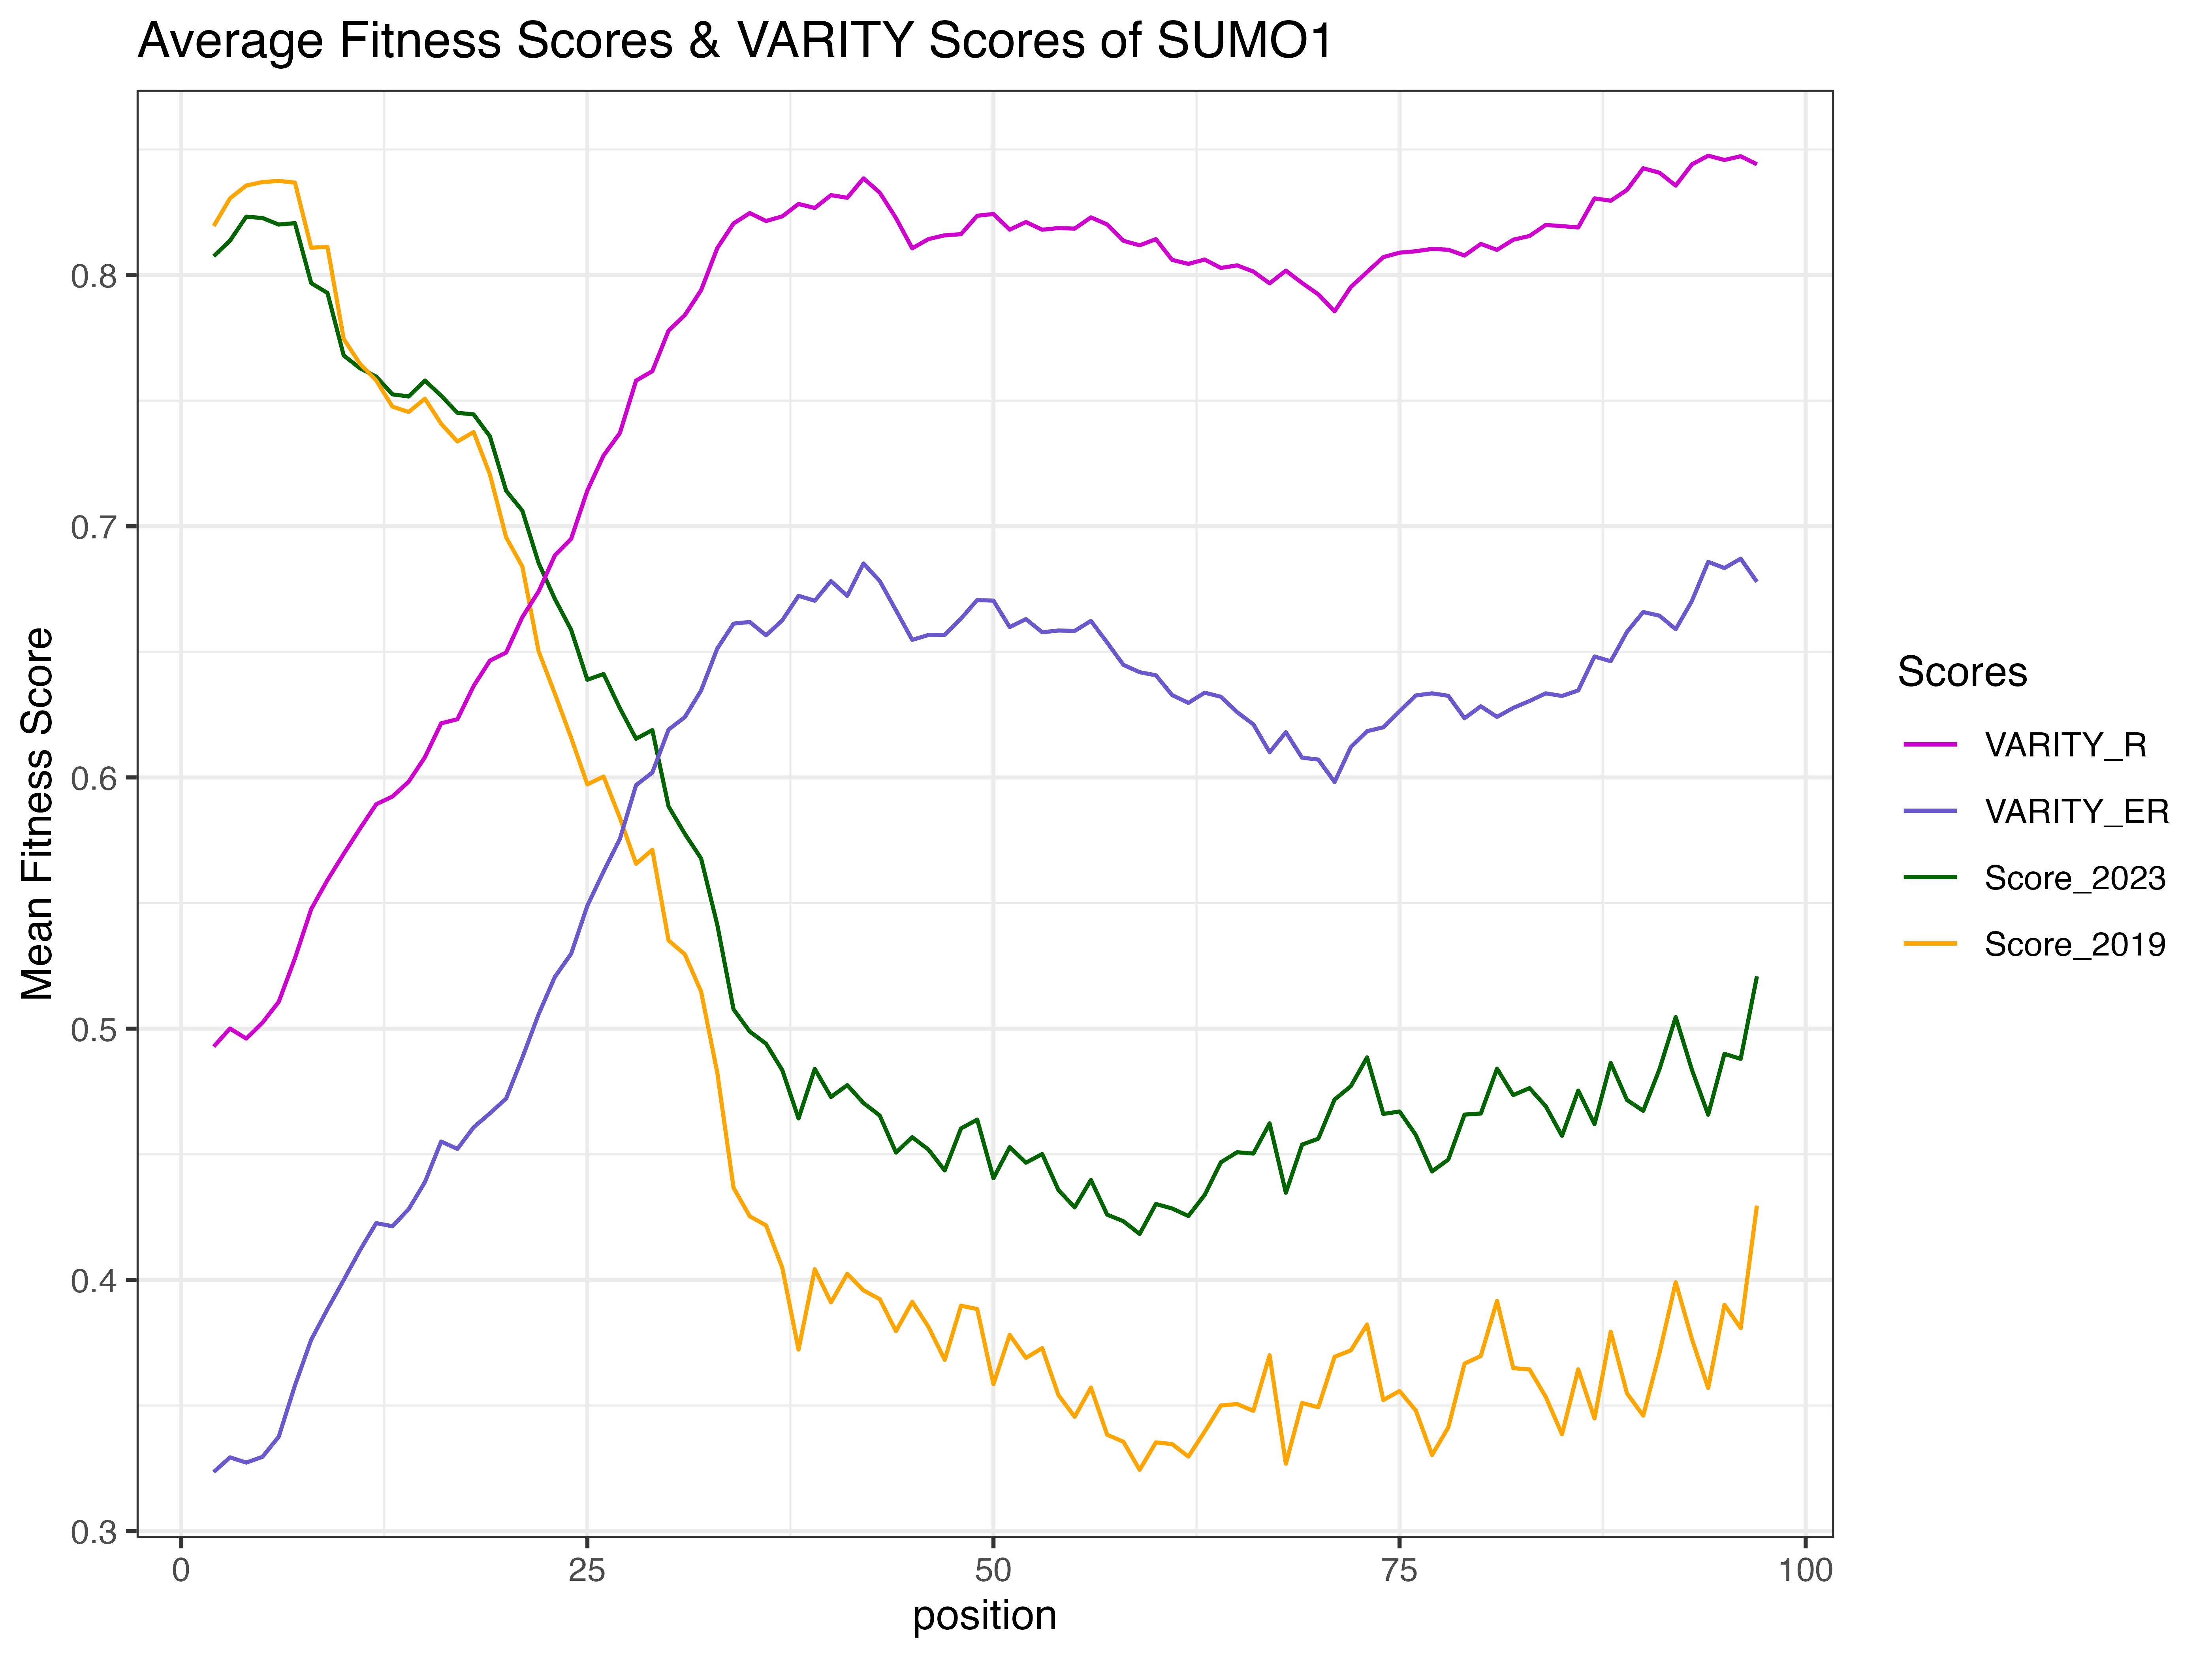 Average Fitness Scores & VARITY Scores of SUMO1
Mean Fitness Score
0.8
0.7
0.6
0.5
0.4
0.3
0 25 50 75 100
position
Scores
VARITY_R
VARITY_ER
Score_2023
Score_2019